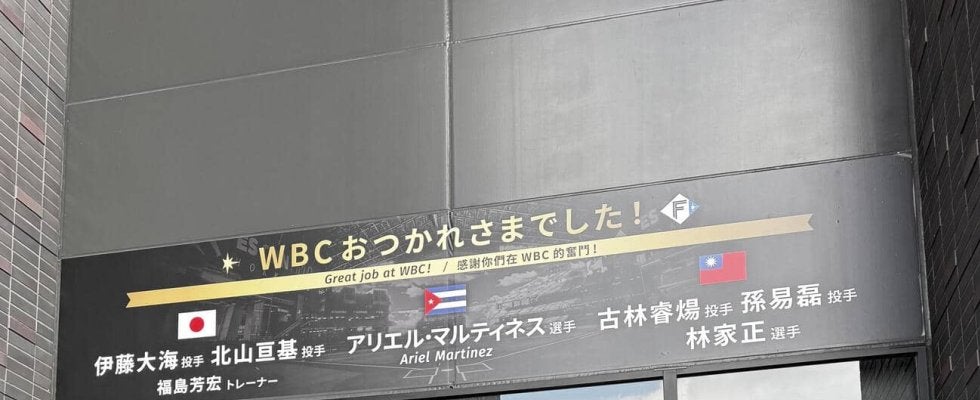 WBC おつかれさまでした!
Great job at WBC! / 感謝你們在 WBC 的奮鬥!
伊藤大海 投手 北山亘基 投手
福島芳宏 トレーナー
アリエル・マルティネス 選手
Ariel Martinez
古林睿煬 投手 孫易磊 投手
林家正 選手
F